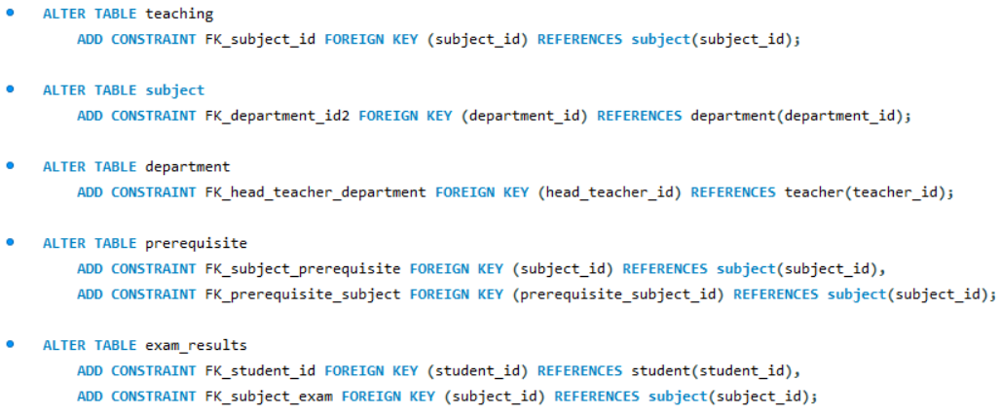 ALTER TABLE teaching
ADD CONSTRAINT FK_subject_id FOREIGN KEY (subject_id) REFERENCES subject(subject_id);
ALTER TABLE subject
ADD CONSTRAINT FK_department_id2 FOREIGN KEY (department_id) REFERENCES department(department_id);
ALTER TABLE department
ADD CONSTRAINT FK_head_teacher_department FOREIGN KEY (head_teacher_id) REFERENCES teacher(teacher_id);
ALTER TABLE prerequisite
ADD CONSTRAINT FK_subject_prerequisite FOREIGN KEY (subject_id) REFERENCES subject(subject_id),
ADD CONSTRAINT FK_prerequisite_subject FOREIGN KEY (prerequisite_subject_id) REFERENCES subject(subject_id);
ALTER TABLE exam_results
ADD CONSTRAINT FK_student_id FOREIGN KEY (student_id) REFERENCES student(student_id),
ADD CONSTRAINT FK_subject_exam FOREIGN KEY (subject_id) REFERENCES subject(subject_id);